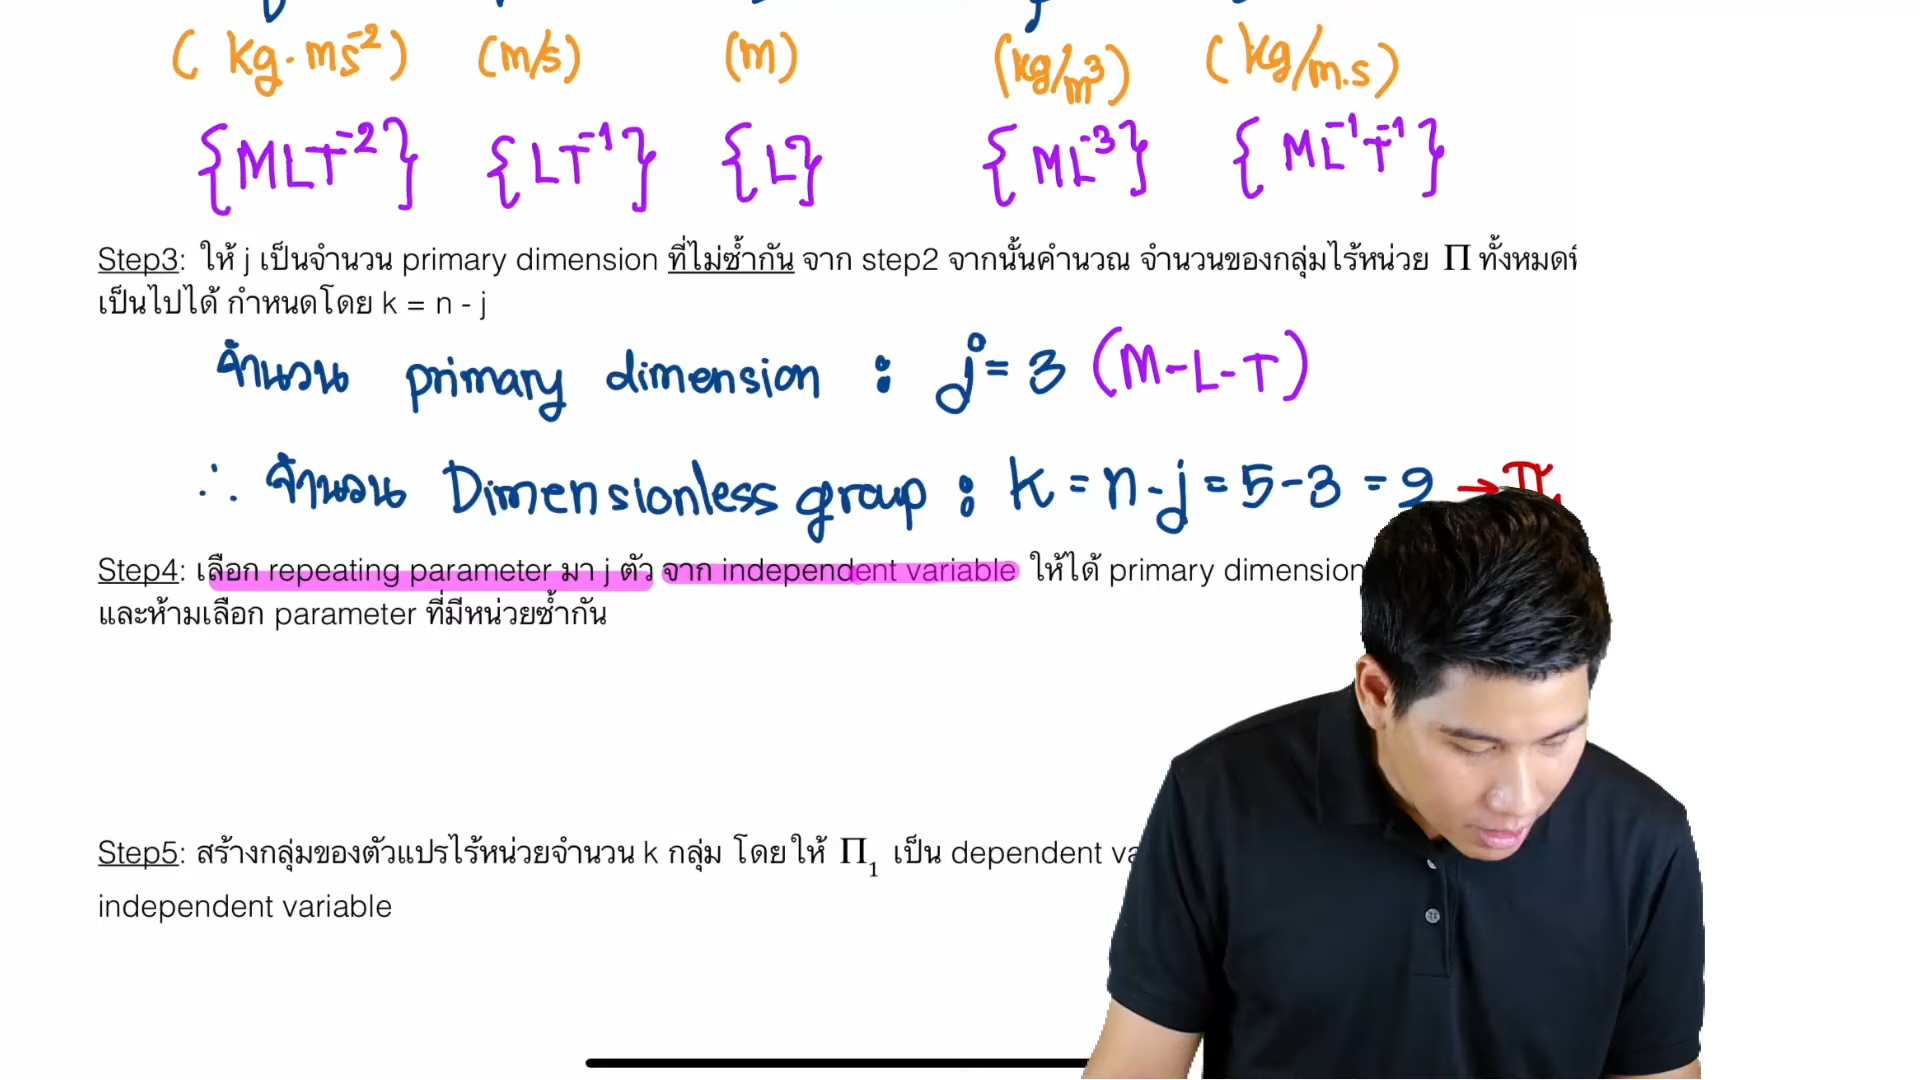 ( kg·ms⁻² ) (m/s) (m) (kg/m³) (kg/m.s)
{MLT⁻²} {LT⁻¹} {L} {ML⁻³} {ML⁻¹T⁻¹}
Step3: ให้ j เป็นจำนวน primary dimension ที่ไม่ซ้ำกัน จาก step2 จากนั้นคำนวณ จำนวนของกลุ่มไร้หน่วย Π ทั้งหมด
เป็นไปได้ กำหนดโดย k = n - j
จำนวน primary dimension : j = 3 (M-L-T)
∴ จำนวน Dimensionless group : k = n - j = 5 - 3 = 2 → π
Step4: เลือก repeating parameter มา j ตัว จาก independent variable ให้ได้ primary dimension
และห้ามเลือก parameter ที่มีหน่วยซ้ำกัน
Step5: สร้างกลุ่มของตัวแปรไร้หน่วยจำนวน k กลุ่ม โดยให้ Π₁ เป็น dependent
independent variable